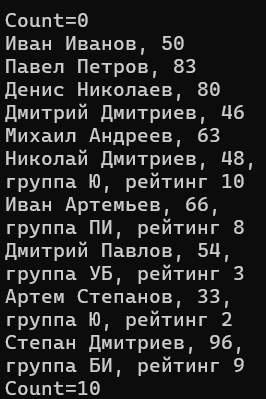 Count=0
Иван Иванов, 50
Павел Петров, 83
Денис Николаев, 80
Дмитрий Дмитриев, 46
Михаил Андреев, 63
Николай Дмитриев, 48,
группа Ю, рейтинг 10
Иван Артемьев, 66,
группа ПИ, рейтинг 8
Дмитрий Павлов, 54,
группа УБ, рейтинг 3
Артем Степанов, 33,
группа Ю, рейтинг 2
Степан Дмитриев, 96,
группа БИ, рейтинг 9
Count=10